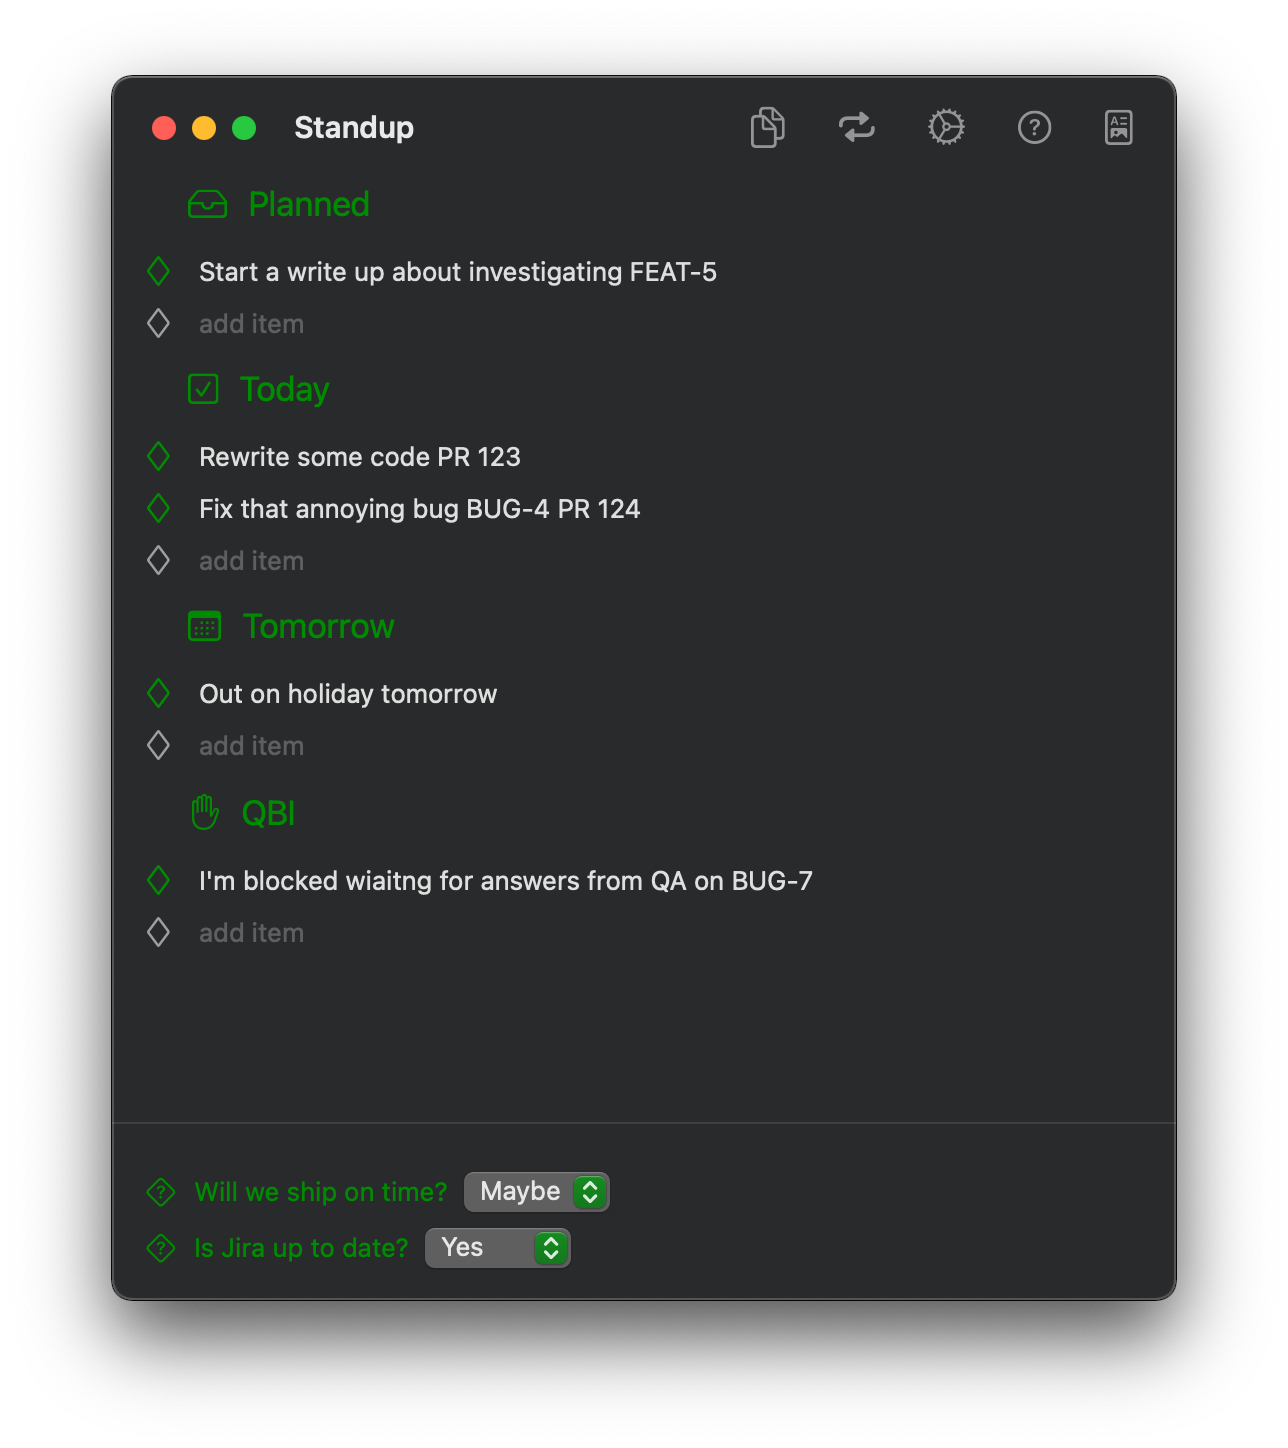 Standup
Planned
Start a write up about investigating FEAT-5
add item
Today
Rewrite some code PR 123
Fix that annoying bug BUG-4 PR 124
add item
Tomorrow
Out on holiday tomorrow
add item
QBI
I'm blocked wiaitng for answers from QA on BUG-7
add item
Will we ship on time? Maybe
Is Jira up to date? Yes